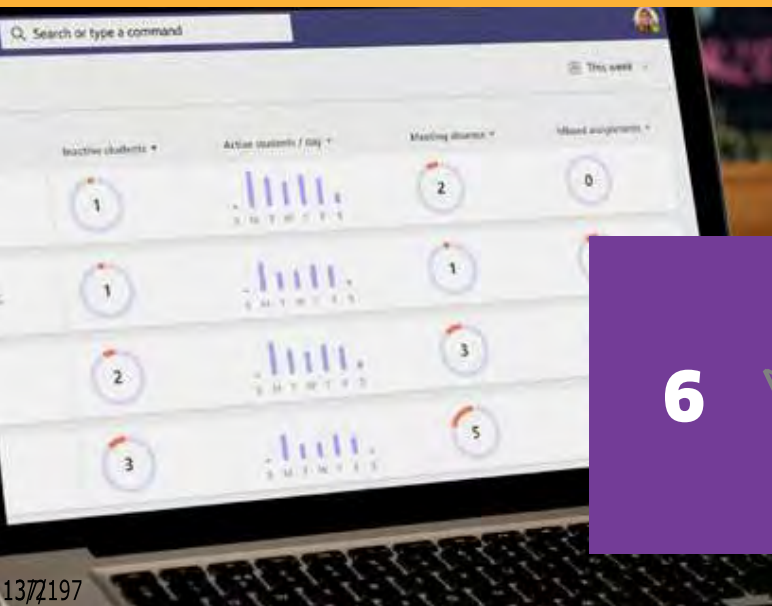 Search or type a command
This week
Inactive students
Active students / day
Meeting absence
Missed assignments
1
S M T W T F S
2
0
1
S M T W T F S
1
2
S M T W T F S
3
6
3
S M T W T F S
5